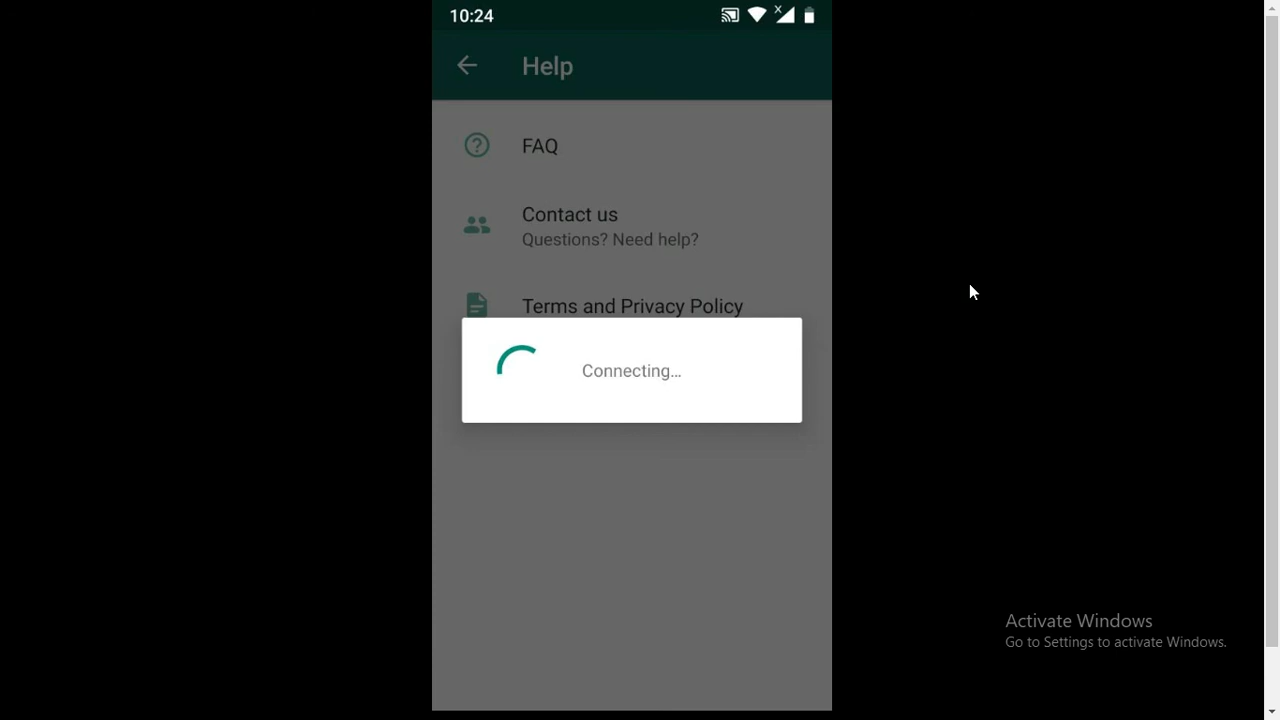 10:24
Help
FAQ
Contact us
Questions? Need help?
Terms and Privacy Policy
Connecting...
Activate Windows
Go to Settings to activate Windows.